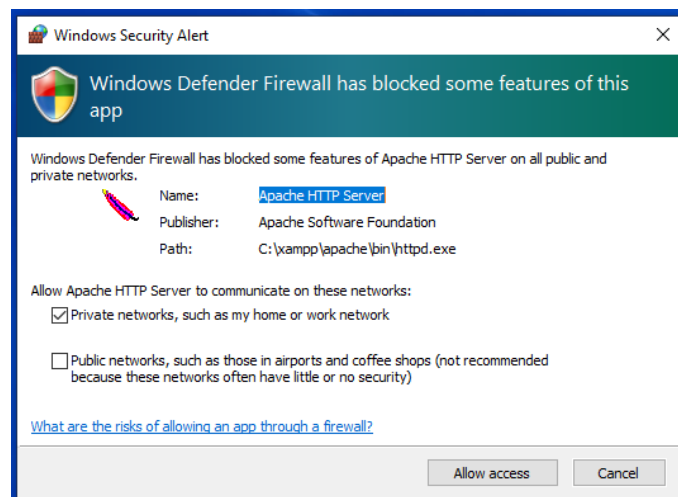 Windows Security Alert
Windows Defender Firewall has blocked some features of this
app
Windows Defender Firewall has blocked some features of Apache HTTP Server on all public and
private networks.
Name: Apache HTTP Server
Publisher: Apache Software Foundation
Path: C:\xampp\apache\bin\httpd.exe
Allow Apache HTTP Server to communicate on these networks:
Private networks, such as my home or work network
Public networks, such as those in airports and coffee shops (not recommended
because these networks often have little or no security)
What are the risks of allowing an app through a firewall?
Allow access Cancel